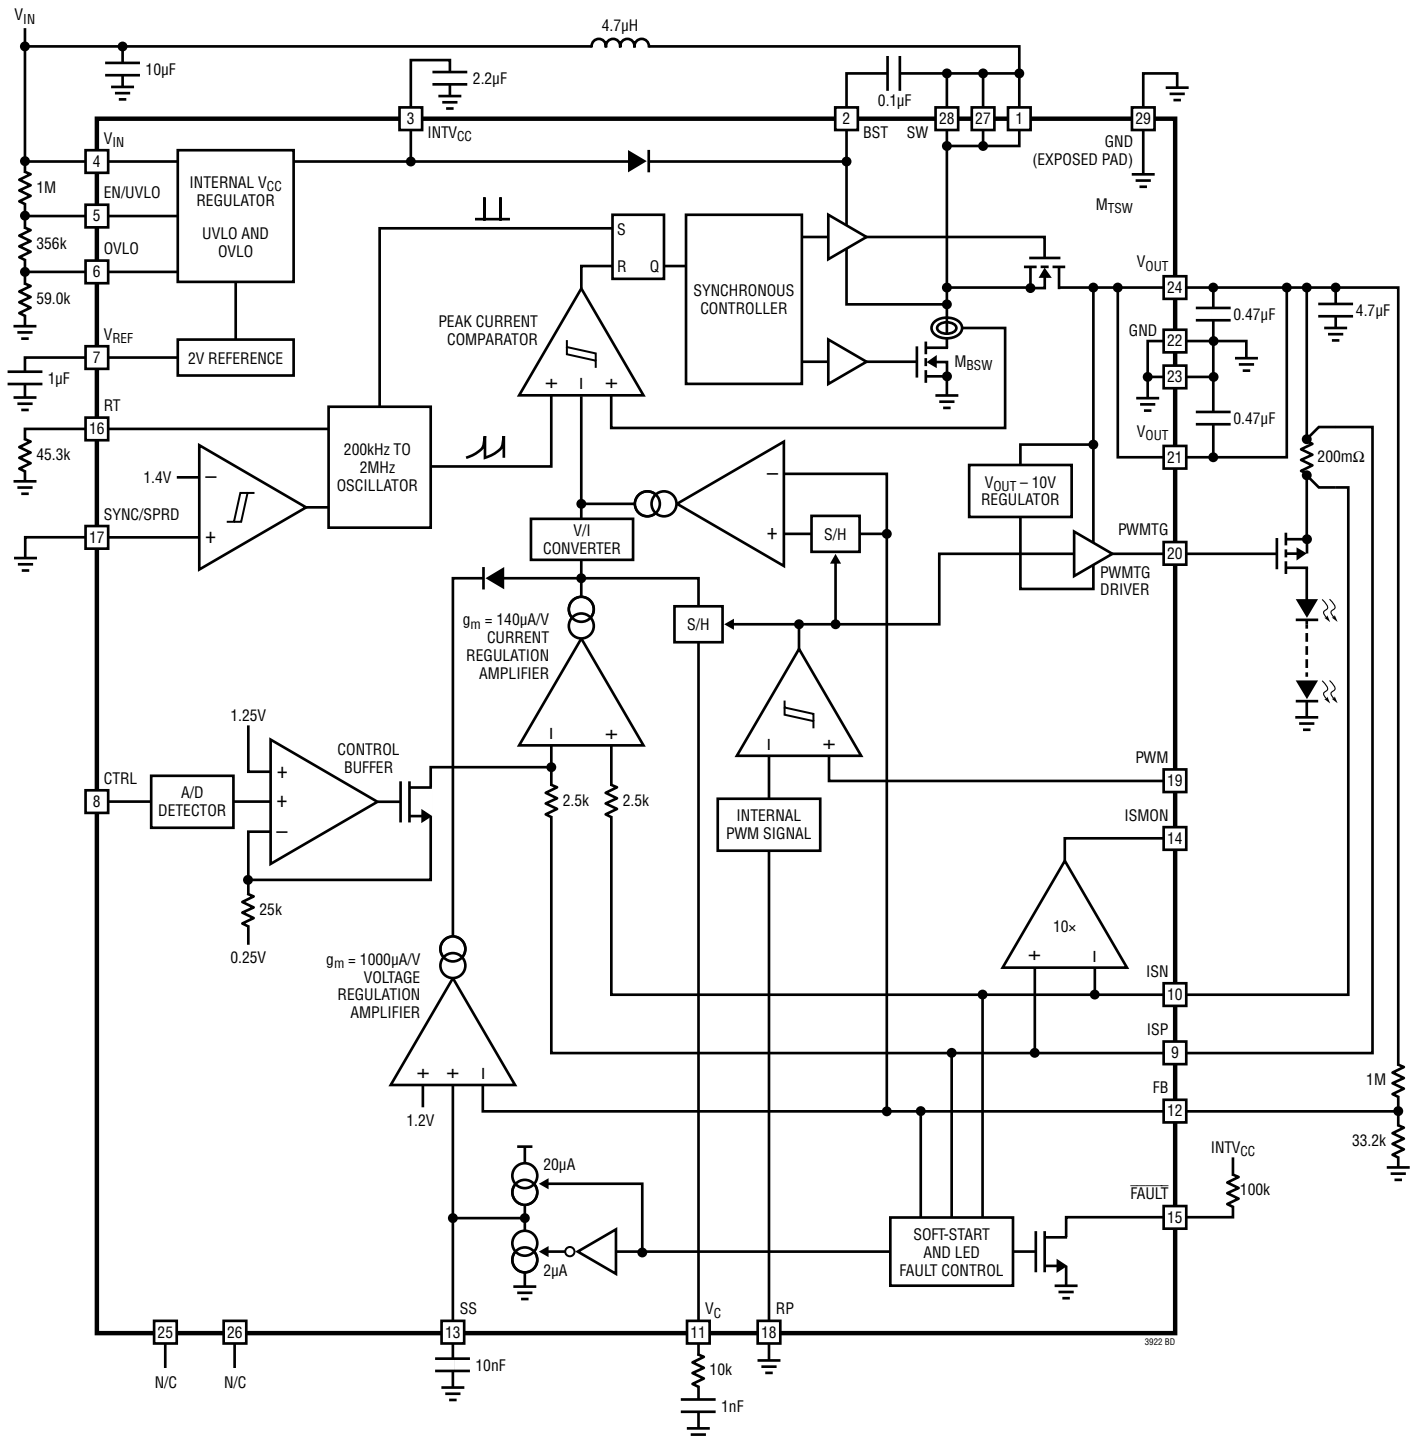 VIN
4.7µH
10µF
2.2µF
0.1µF
3
INTVCC
2
BST
SW
28
27
1
29
GND
(EXPOSED PAD)
VIN
4
1M
EN/UVLO
5
356k
OVLO
6
59.0k
INTERNAL VCC
REGULATOR
UVLO AND
OVLO
VREF
7
1µF
2V REFERENCE
RT
16
45.3k
1.4V
–
+
SYNC/SPRD
17
200kHz TO
2MHz
OSCILLATOR
S
R
Q
PEAK CURRENT
COMPARATOR
+
–
+
SYNCHRONOUS
CONTROLLER
MTSW
MBSW
VOUT
24
0.47µF
4.7µF
GND
22
23
0.47µF
VOUT
21
200mΩ
VOUT – 10V
REGULATOR
PWMTG
20
PWMTG
DRIVER
–
+
S/H
V/I
CONVERTER
S/H
gm = 140µA/V
CURRENT
REGULATION
AMPLIFIER
–
+
–
+
1.25V
CONTROL
BUFFER
CTRL
8
A/D
DETECTOR
+
+
–
25k
0.25V
2.5k
2.5k
INTERNAL
PWM SIGNAL
PWM
19
ISMON
14
10×
+
–
ISN
10
ISP
9
FB
12
1M
33.2k
gm = 1000µA/V
VOLTAGE
REGULATION
AMPLIFIER
+
+
–
1.2V
20µA
2µA
SOFT-START
AND LED
FAULT CONTROL
INTVCC
100k
FAULT
15
25
N/C
26
N/C
SS
13
10nF
VC
11
10k
1nF
RP
18
3922 BD